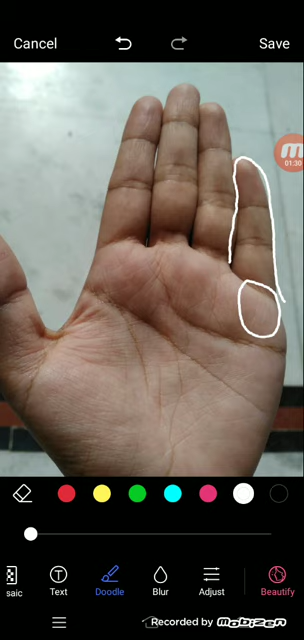 Cancel
Save
01:30
saic
Text
Doodle
Blur
Adjust
Beautify
Recorded by mobizen